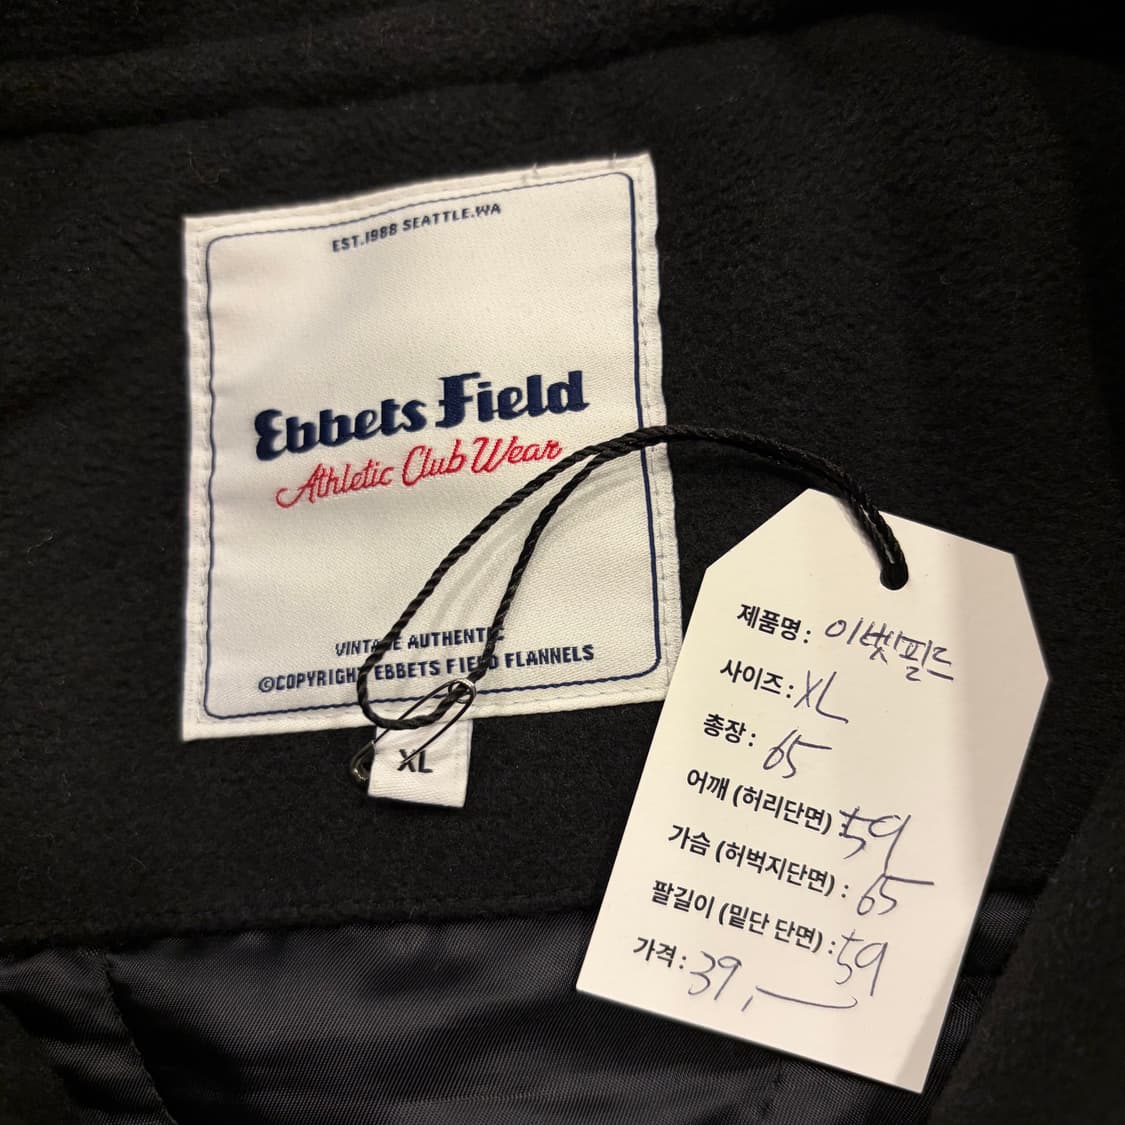 EST.1988 SEATTLE.WA
Ebbets Field
Athletic Club Wear
VINTAGE AUTHENTIC
©COPYRIGHT EBBETS FIELD FLANNELS
XL
제품명: 이벳필드
사이즈: XL
총장: 65
어깨 (허리단면) 59
가슴 (허벅지단면) : 65
팔길이 (밑단 단면) : 59
가격: 39,—